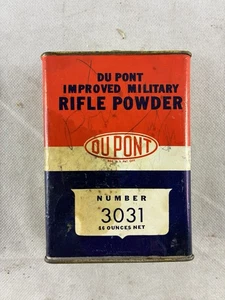 DU PONT
IMPROVED MILITARY
RIFLE POWDER
DU PONT
NUMBER
3031
16 OUNCES NET